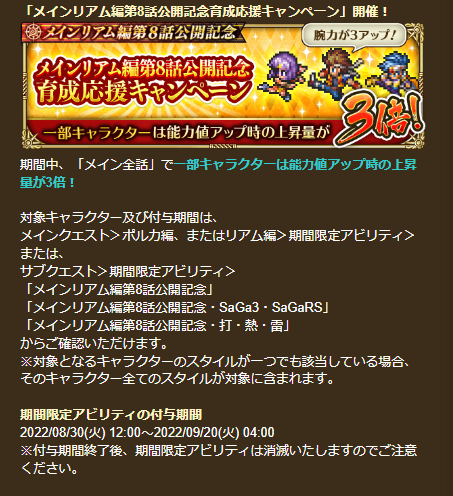 「メインリアム編第8話公開記念育成応援キャンペーン」開催！
メインリアム編第8話公開記念
腕力が3アップ！
メインリアム編第8話公開記念
育成応援キャンペーン
一部キャラクターは能力値アップ時の上昇量が
3倍！
期間中、「メイン全話」で一部キャラクターは能力値アップ時の上昇
量が3倍！
対象キャラクター及び付与期間は、
メインクエスト＞ポルカ編、またはリアム編＞期間限定アビリティ＞
または、
サブクエスト＞期間限定アビリティ＞
「メインリアム編第8話公開記念」
「メインリアム編第8話公開記念・SaGa3・SaGaRS」
「メインリアム編第8話公開記念・打・熱・雷」
からご確認いただけます。
※対象となるキャラクターのスタイルが一つでも該当している場合、
そのキャラクター全てのスタイルが対象に含まれます。
期間限定アビリティの付与期間
2022/08/30(火) 12:00～2022/09/20(火) 04:00
※付与期間終了後、期間限定アビリティは消滅いたしますのでご注意
ください。